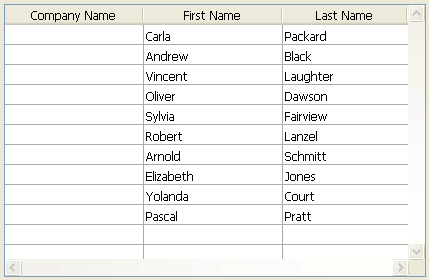 Company Name First Name Last Name
Carla Packard
Andrew Black
Vincent Laughter
Oliver Dawson
Sylvia Fairview
Robert Lanzel
Arnold Schmitt
Elizabeth Jones
Yolanda Court
Pascal Pratt